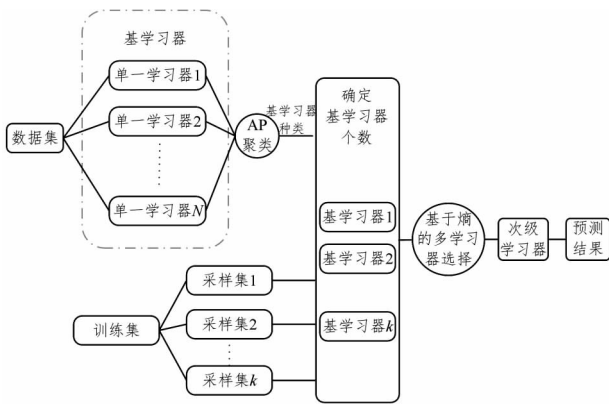 基学习器
单一学习器1
单一学习器2
单一学习器N
数据集
AP
聚类
基学习器
种类
确定
基学习器
个数
基学习器1
基学习器2
基学习器k
采样集1
采样集2
采样集k
训练集
基于熵
的多学习
器选择
次级
学习器
预测
结果